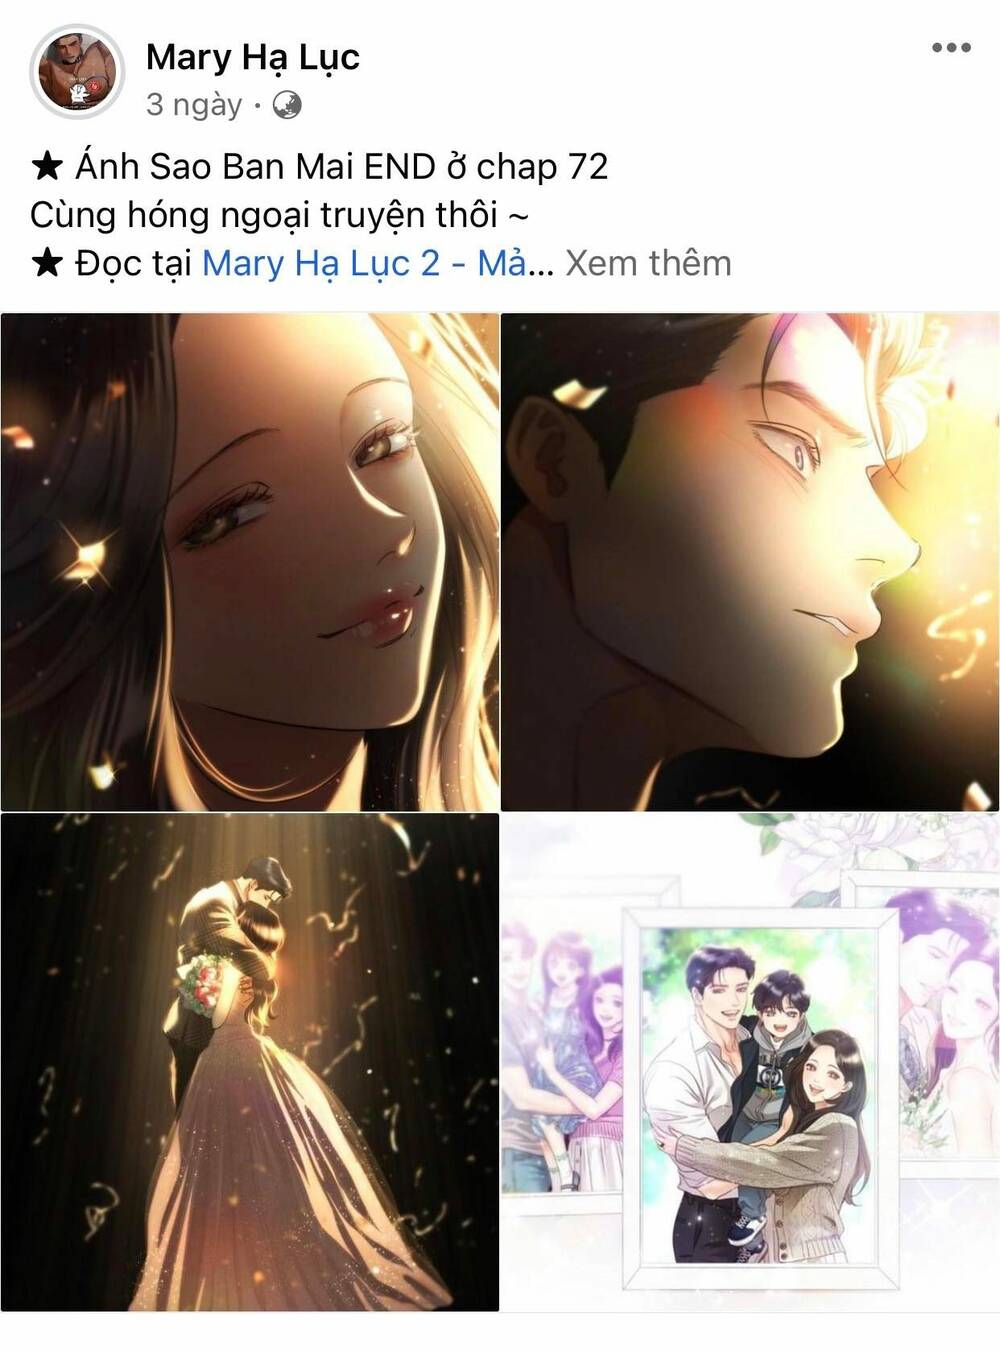 Mary Hạ Lục
3 ngày ·
★ Ánh Sao Ban Mai END ở chap 72
Cùng hóng ngoại truyện thôi ~
★ Đọc tại Mary Hạ Lục 2 - Mả... Xem thêm